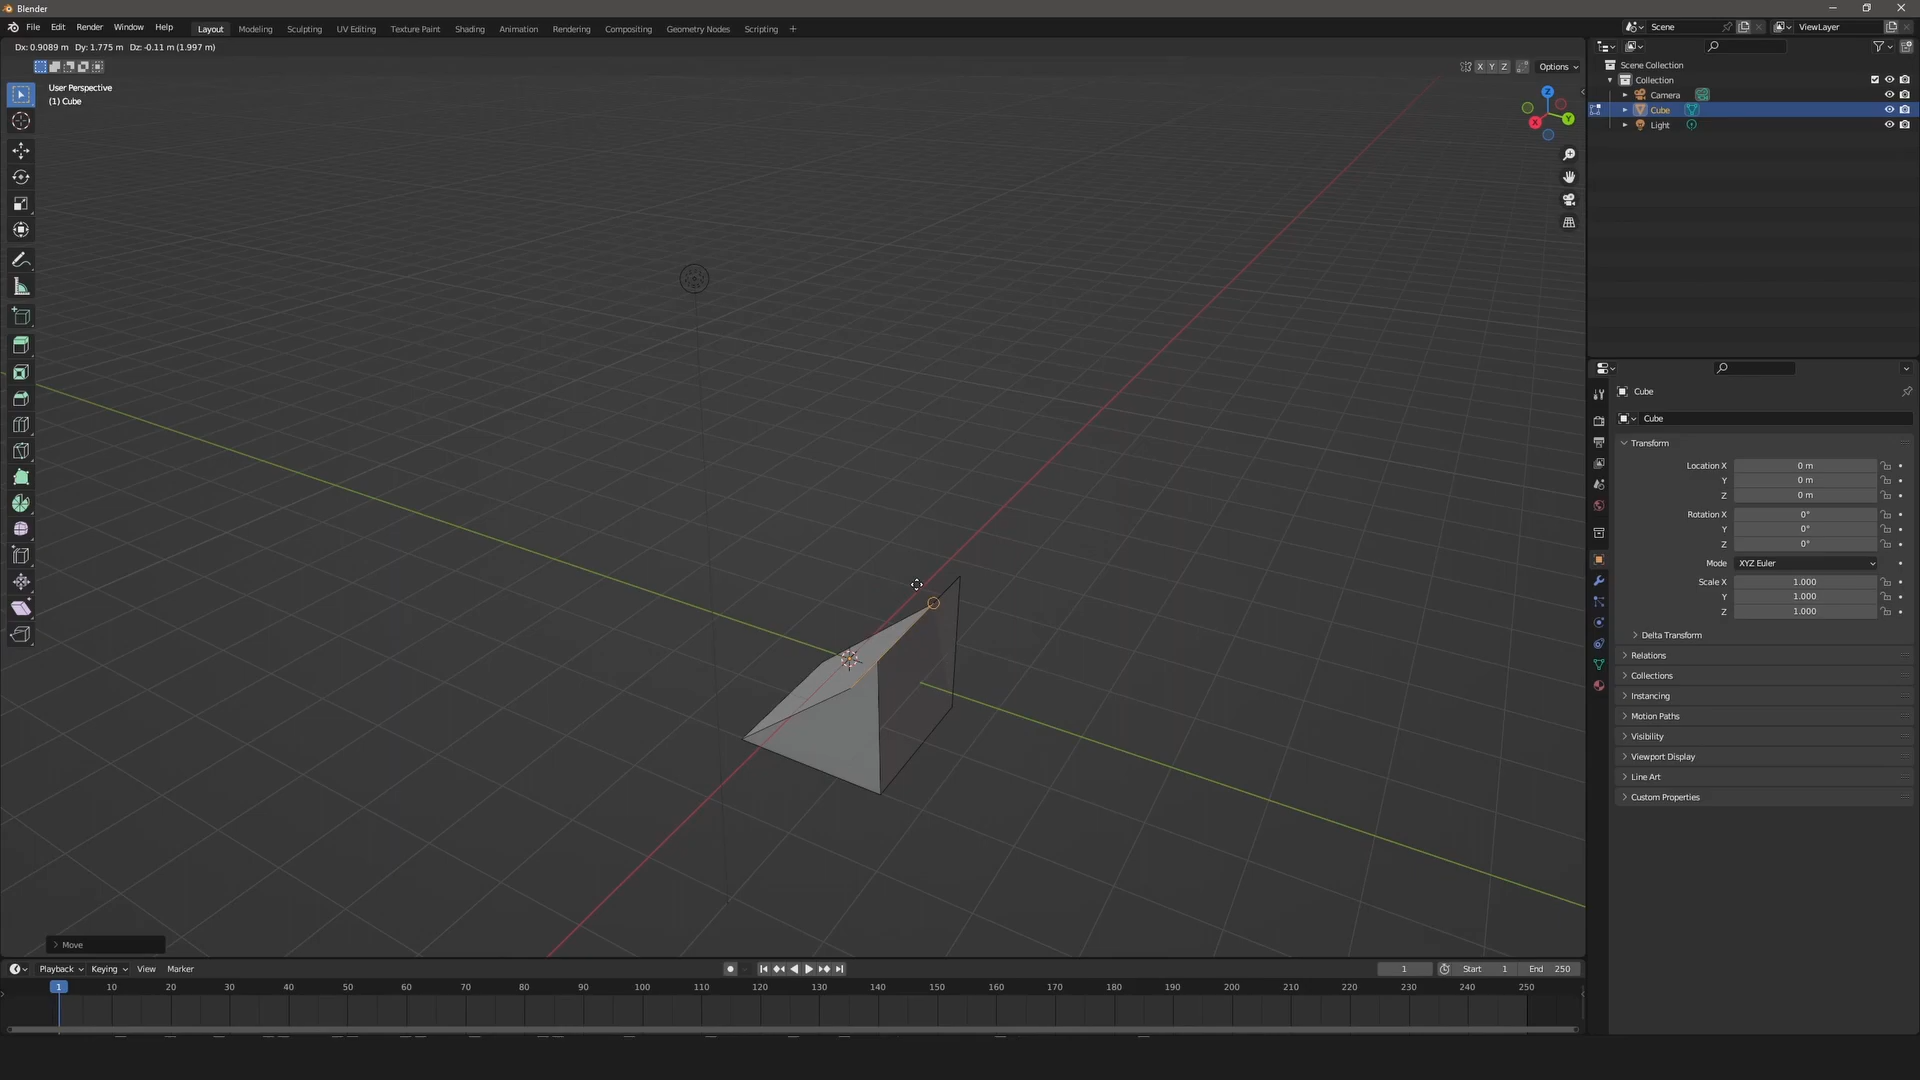 Blender
File Edit Render Window Help Layout Modeling Sculpting UV Editing Texture Paint Shading Animation Rendering Compositing Geometry Nodes Scripting + Scene ViewLayer
Dx: 0.9089 m Dy: 1.775 m Dz: -0.11 m (1.997 m)
X Y Z Options
User Perspective
(1) Cube
Z
X Y
Scene Collection
Collection
Camera
Cube
Light
Cube
Cube
Transform
Location X 0 m
Y 0 m
Z 0 m
Rotation X 0°
Y 0°
Z 0°
Mode XYZ Euler
Scale X 1.000
Y 1.000
Z 1.000
Delta Transform
Relations
Collections
Instancing
Motion Paths
Visibility
Viewport Display
Line Art
Custom Properties
Move
Playback Keying View Marker 1 Start 1 End 250
1 10 20 30 40 50 60 70 80 90 100 110 120 130 140 150 160 170 180 190 200 210 220 230 240 250